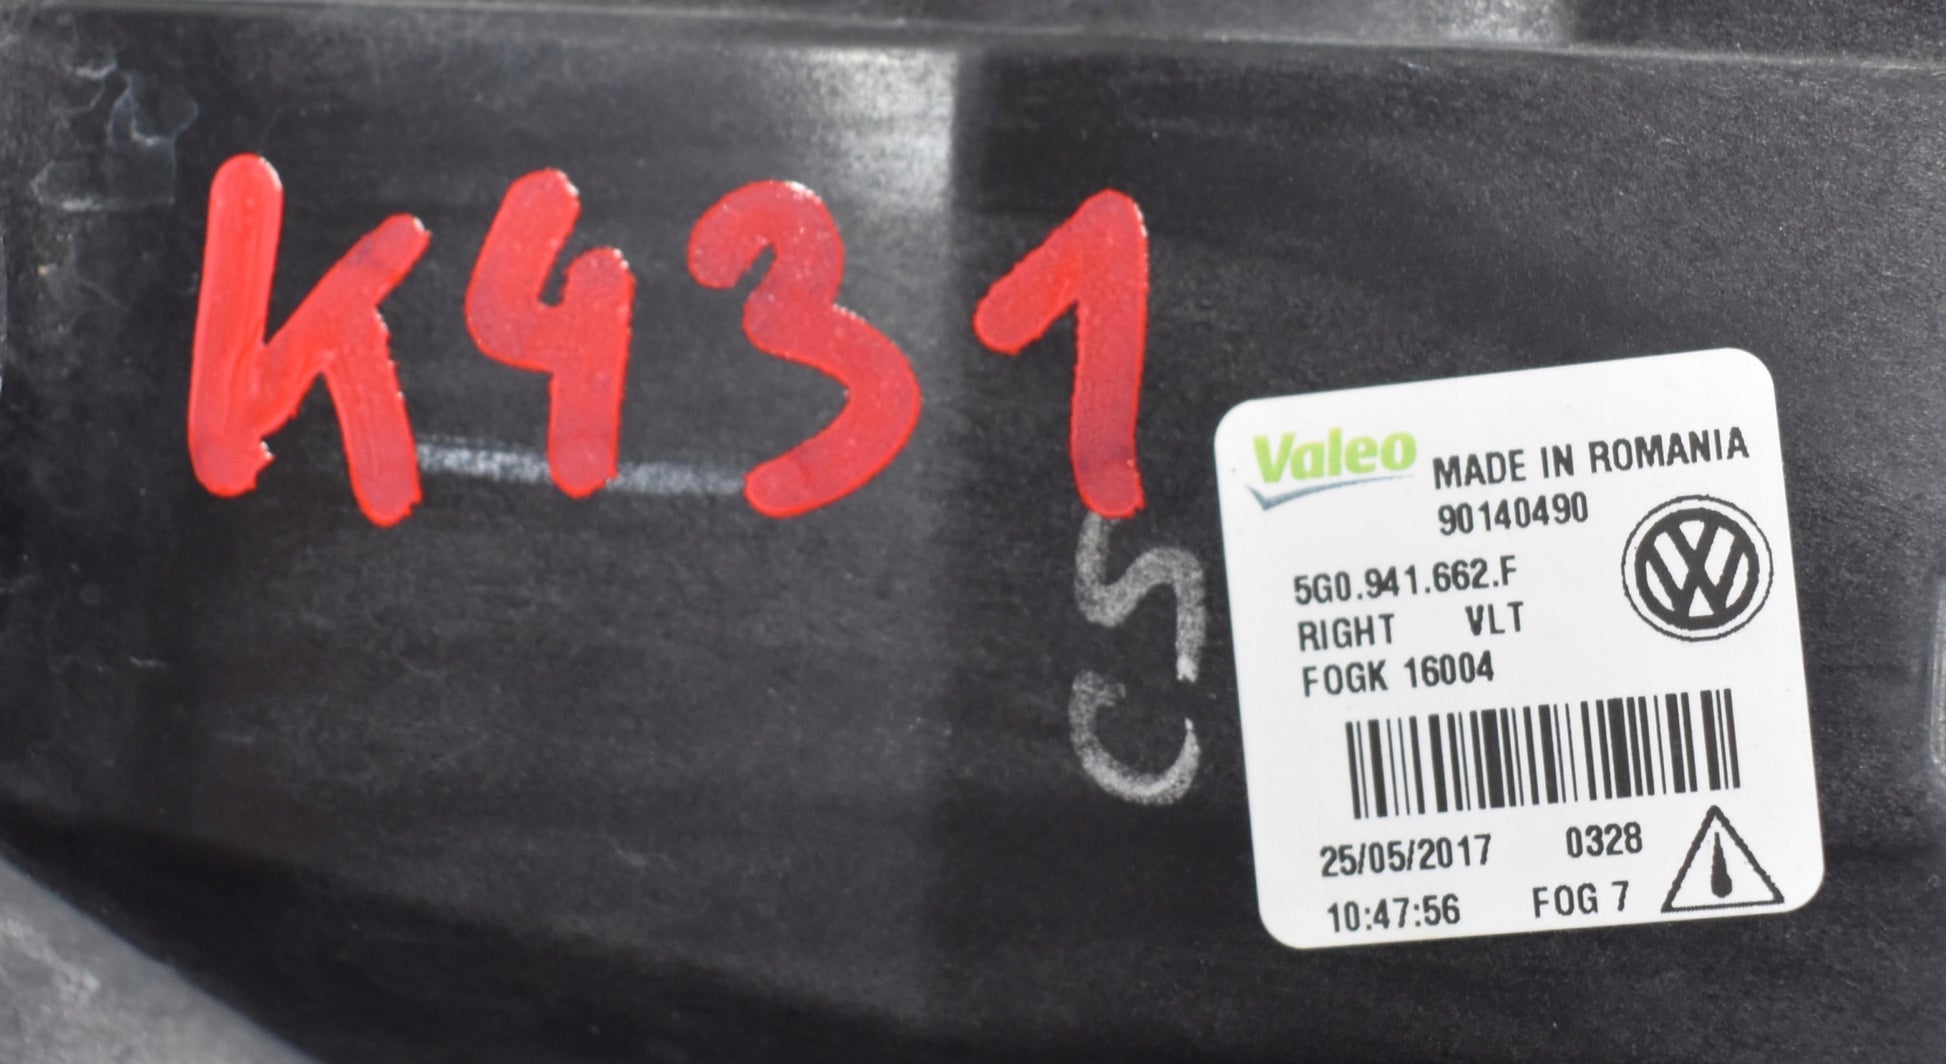 K431
C5
Valeo MADE IN ROMANIA
90140490
5G0.941.662.F
RIGHT VLT
FOGK 16004
25/05/2017 0328
10:47:56 FOG 7